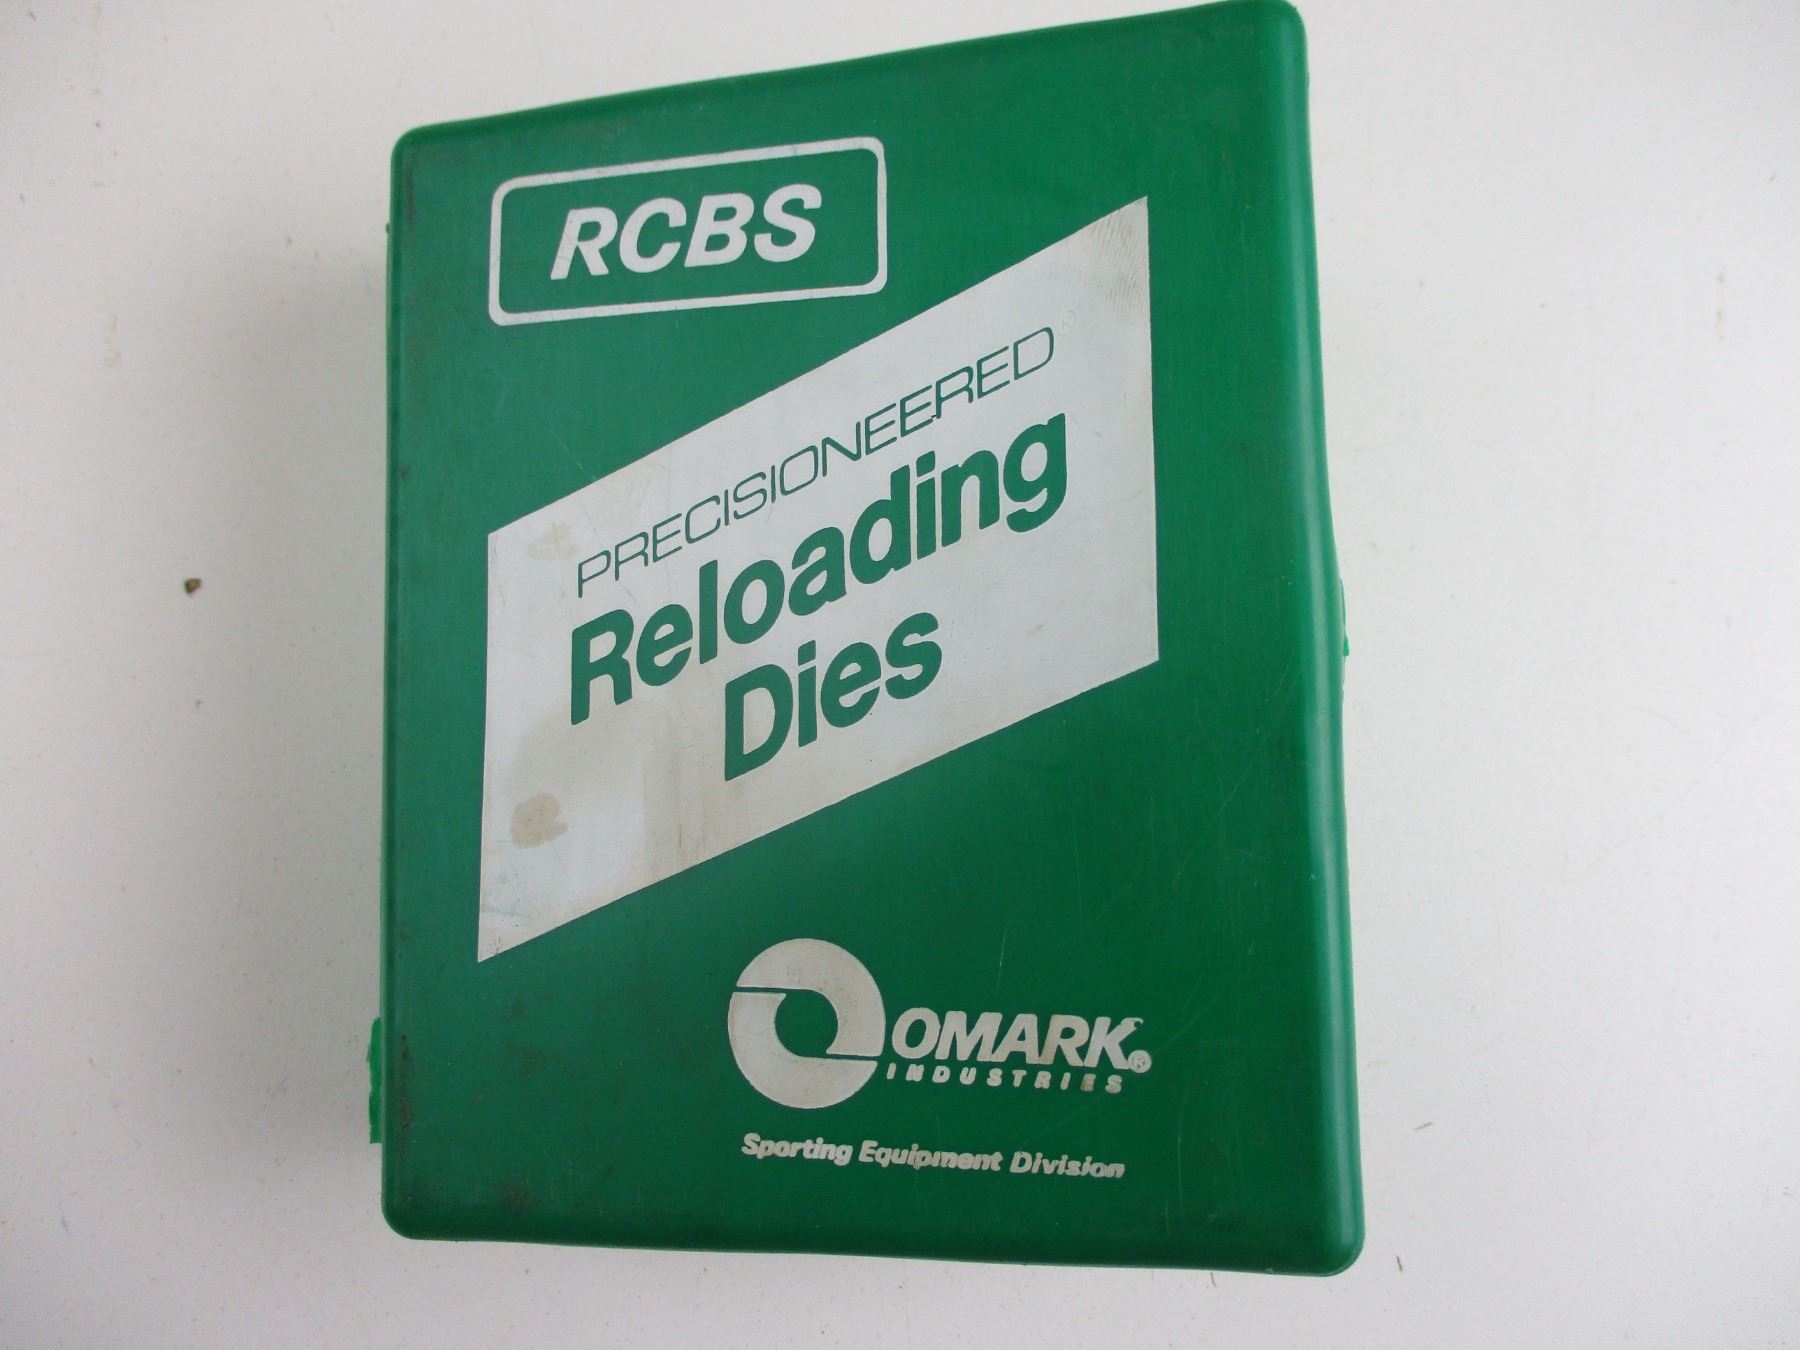 RCBS
PRECISIONEERED®
Reloading
Dies
OMARK®
INDUSTRIES
Sporting Equipment Division